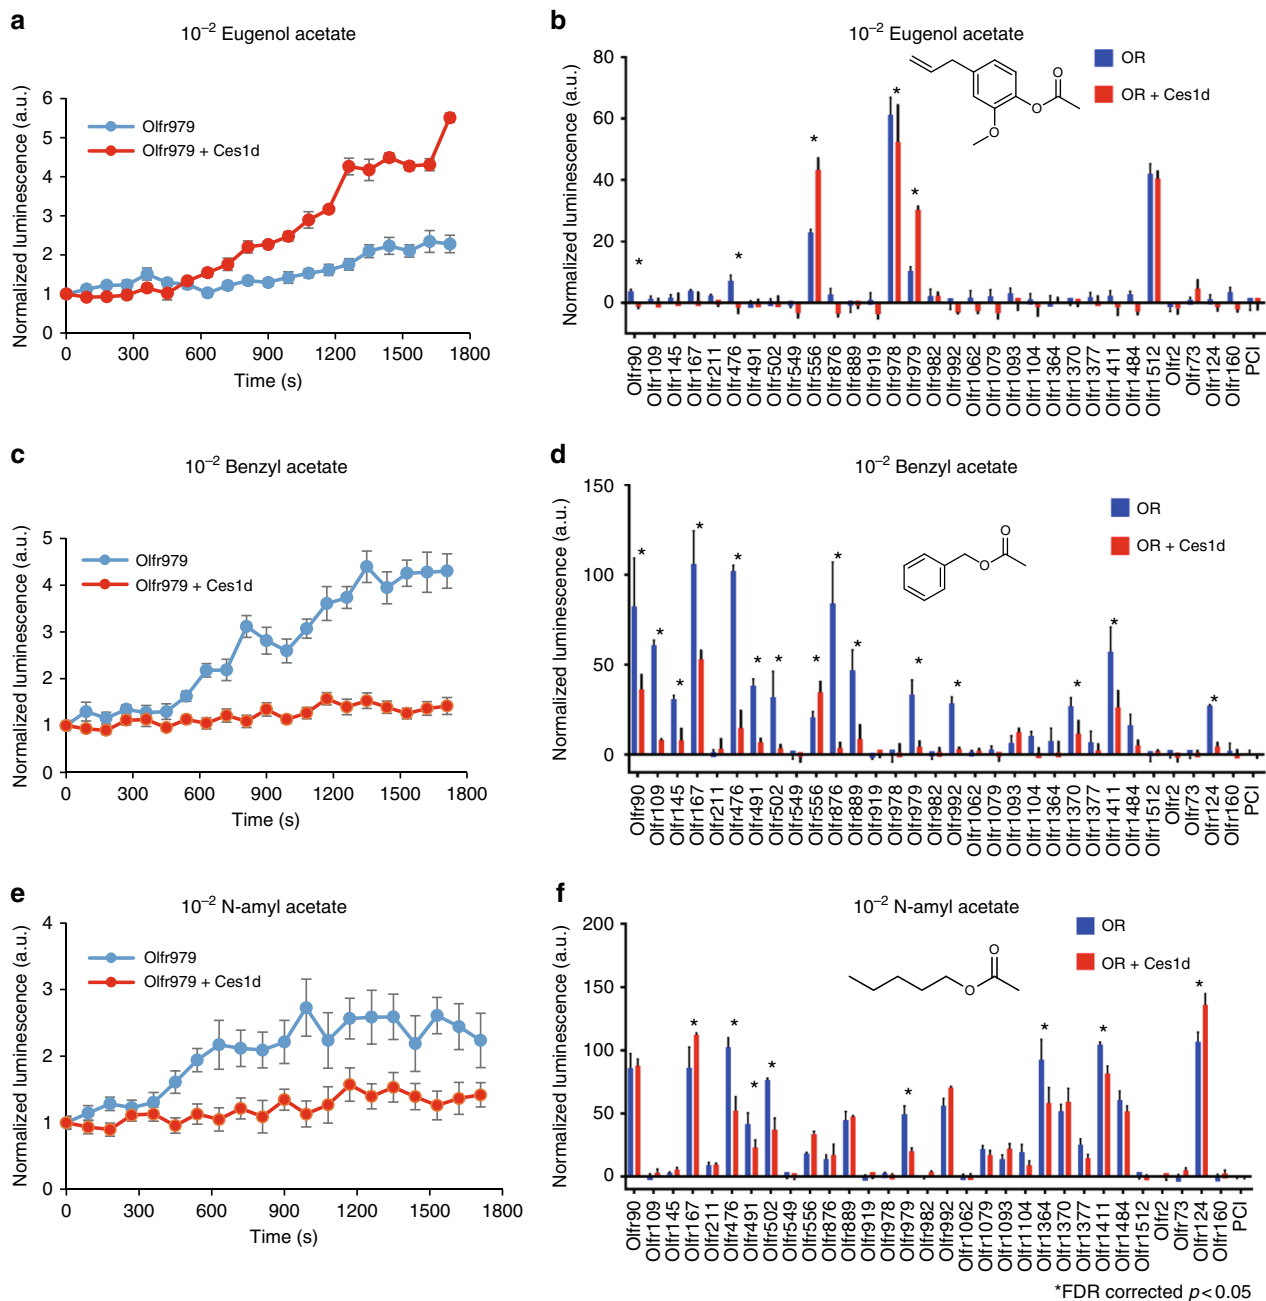 a
10⁻² Eugenol acetate
Normalized luminescence (a.u.)
6
5
4
3
2
1
0
Olfr979
Olfr979 + Ces1d
0 300 600 900 1200 1500 1800
Time (s)
b
10⁻² Eugenol acetate
Normalized luminescence (a.u.)
80
60
40
20
0
OR
OR + Ces1d
O
O
O
* * * * *
Olfr90 Olfr109 Olfr145 Olfr167 Olfr211 Olfr476 Olfr491 Olfr502 Olfr549 Olfr556 Olfr876 Olfr889 Olfr919 Olfr978 Olfr979 Olfr982 Olfr992 Olfr1062 Olfr1079 Olfr1093 Olfr1104 Olfr1364 Olfr1370 Olfr1377 Olfr1411 Olfr1484 Olfr1512 Olfr2 Olfr73 Olfr124 Olfr160 PCI
c
10⁻² Benzyl acetate
Normalized luminescence (a.u.)
5
4
3
2
1
0
Olfr979
Olfr979 + Ces1d
0 300 600 900 1200 1500 1800
Time (s)
d
10⁻² Benzyl acetate
Normalized luminescence (a.u.)
150
100
50
0
OR
OR + Ces1d
O
O
* * * * * * * * * * * * * * *
Olfr90 Olfr109 Olfr145 Olfr167 Olfr211 Olfr476 Olfr491 Olfr502 Olfr549 Olfr556 Olfr876 Olfr889 Olfr919 Olfr978 Olfr979 Olfr982 Olfr992 Olfr1062 Olfr1079 Olfr1093 Olfr1104 Olfr1364 Olfr1370 Olfr1377 Olfr1411 Olfr1484 Olfr1512 Olfr2 Olfr73 Olfr124 Olfr160 PCI
e
10⁻² N-amyl acetate
Normalized luminescence (a.u.)
4
3
2
1
0
Olfr979
Olfr979 + Ces1d
0 300 600 900 1200 1500 1800
Time (s)
f
10⁻² N-amyl acetate
Normalized luminescence (a.u.)
200
150
100
50
0
OR
OR + Ces1d
O
O
* * * * * * * *
Olfr90 Olfr109 Olfr145 Olfr167 Olfr211 Olfr476 Olfr491 Olfr502 Olfr549 Olfr556 Olfr876 Olfr889 Olfr919 Olfr978 Olfr979 Olfr982 Olfr992 Olfr1062 Olfr1079 Olfr1093 Olfr1104 Olfr1364 Olfr1370 Olfr1377 Olfr1411 Olfr1484 Olfr1512 Olfr2 Olfr73 Olfr124 Olfr160 PCI
*FDR corrected p < 0.05